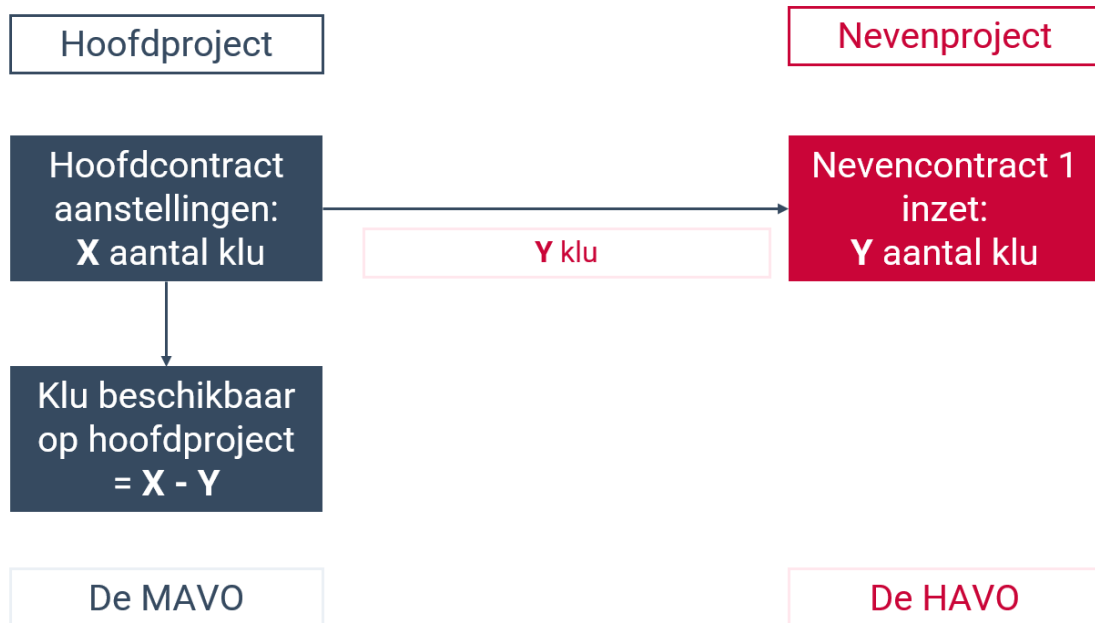 Hoofdproject
Nevenproject
Hoofdcontract
aanstellingen:
X aantal klu
Y klu
Nevencontract 1
inzet:
Y aantal klu
Klu beschikbaar
op hoofdproject
= X - Y
De MAVO
De HAVO